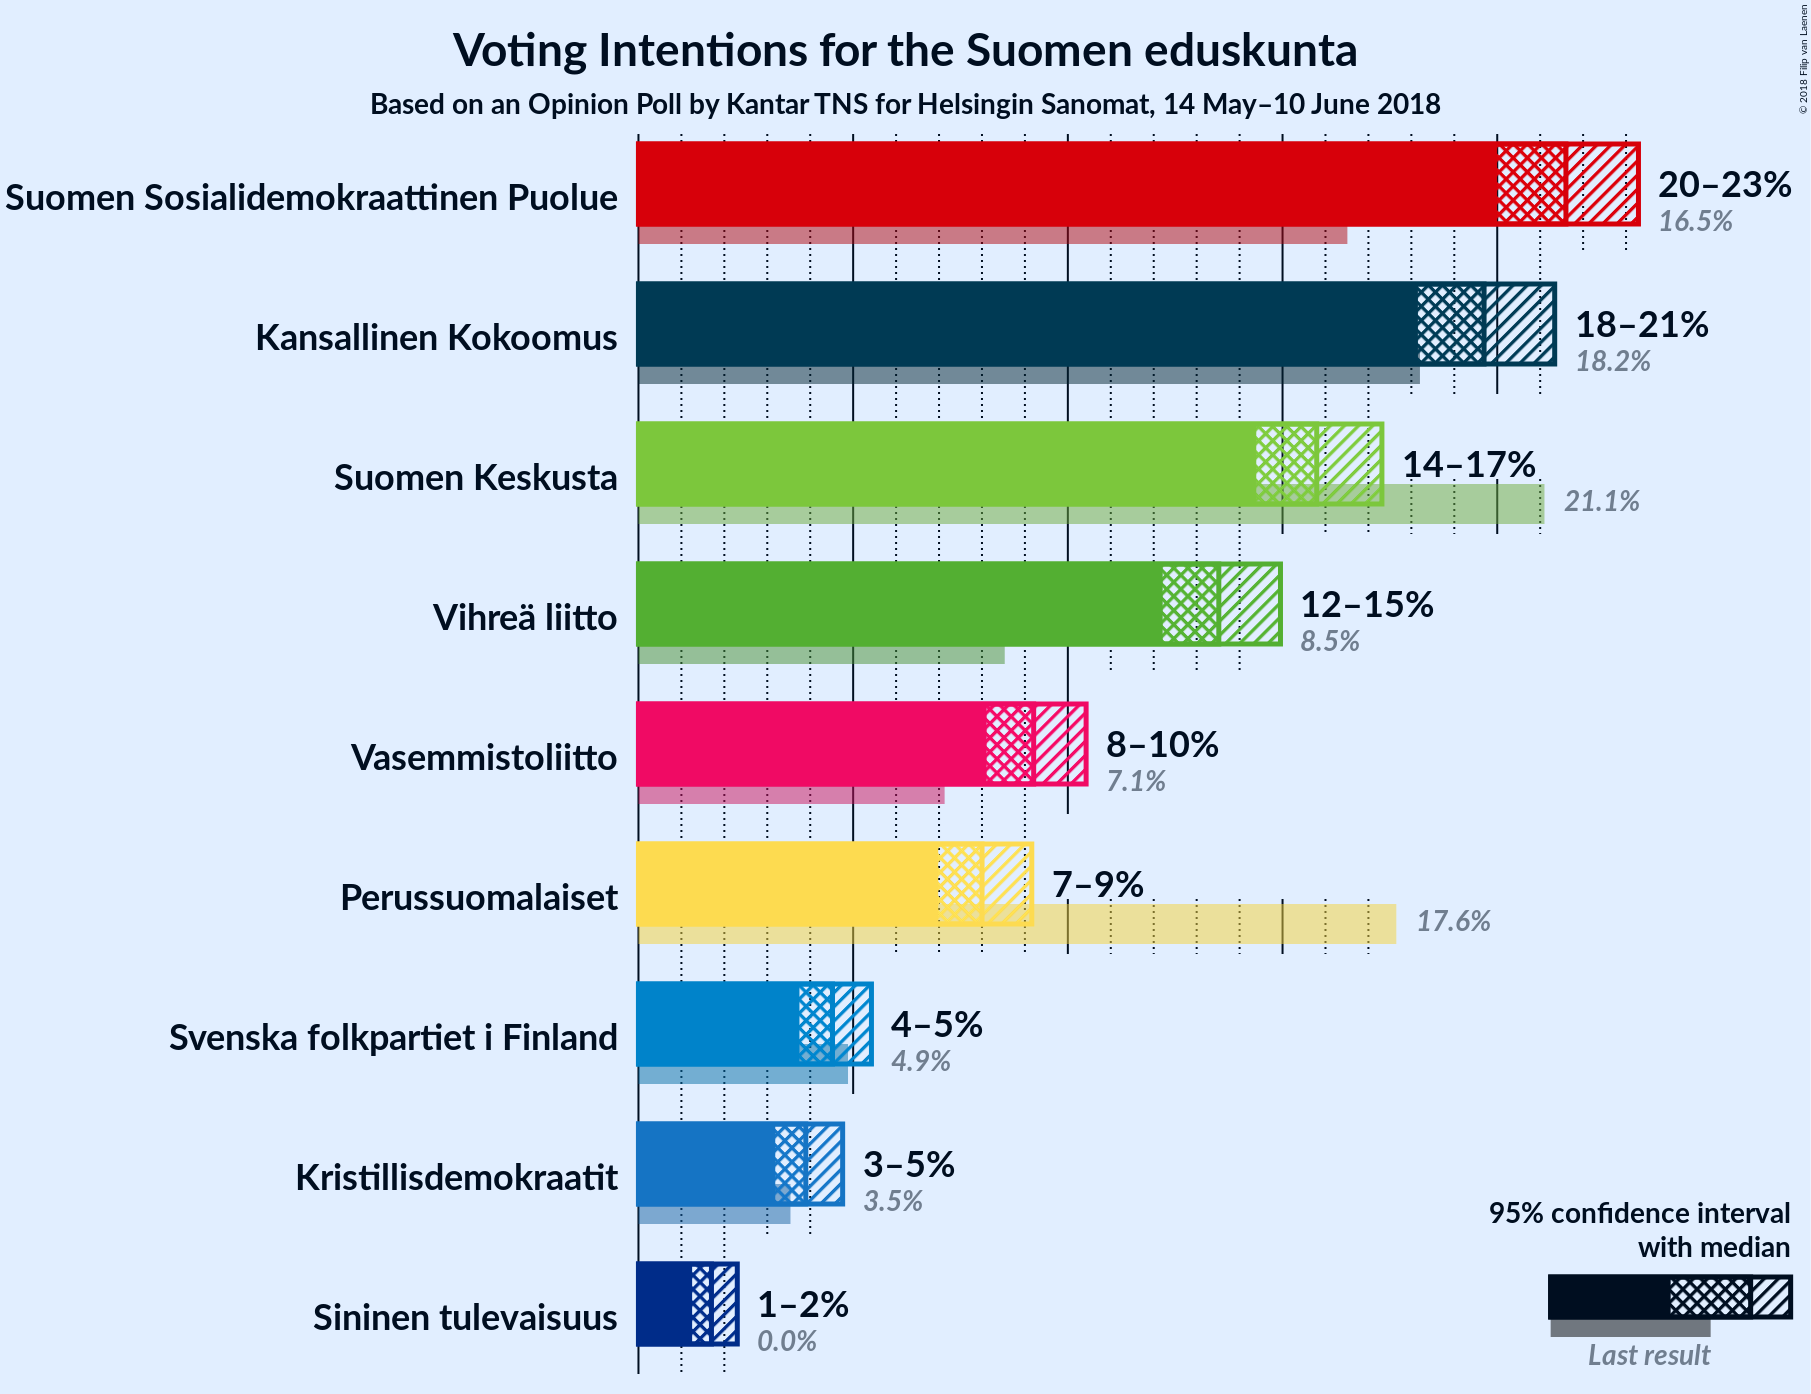 Voting Intentions for the Suomen eduskunta
Based on an Opinion Poll by Kantar TNS for Helsingin Sanomat, 14 May–10 June 2018
© 2018 Filip van Laenen
Suomen Sosialidemokraattinen Puolue
20–23%
16.5%
Kansallinen Kokoomus
18–21%
18.2%
Suomen Keskusta
14–17%
21.1%
Vihreä liitto
12–15%
8.5%
Vasemmistoliitto
8–10%
7.1%
Perussuomalaiset
7–9%
17.6%
Svenska folkpartiet i Finland
4–5%
4.9%
Kristillisdemokraatit
3–5%
3.5%
Sininen tulevaisuus
1–2%
0.0%
95% confidence interval
with median
Last result